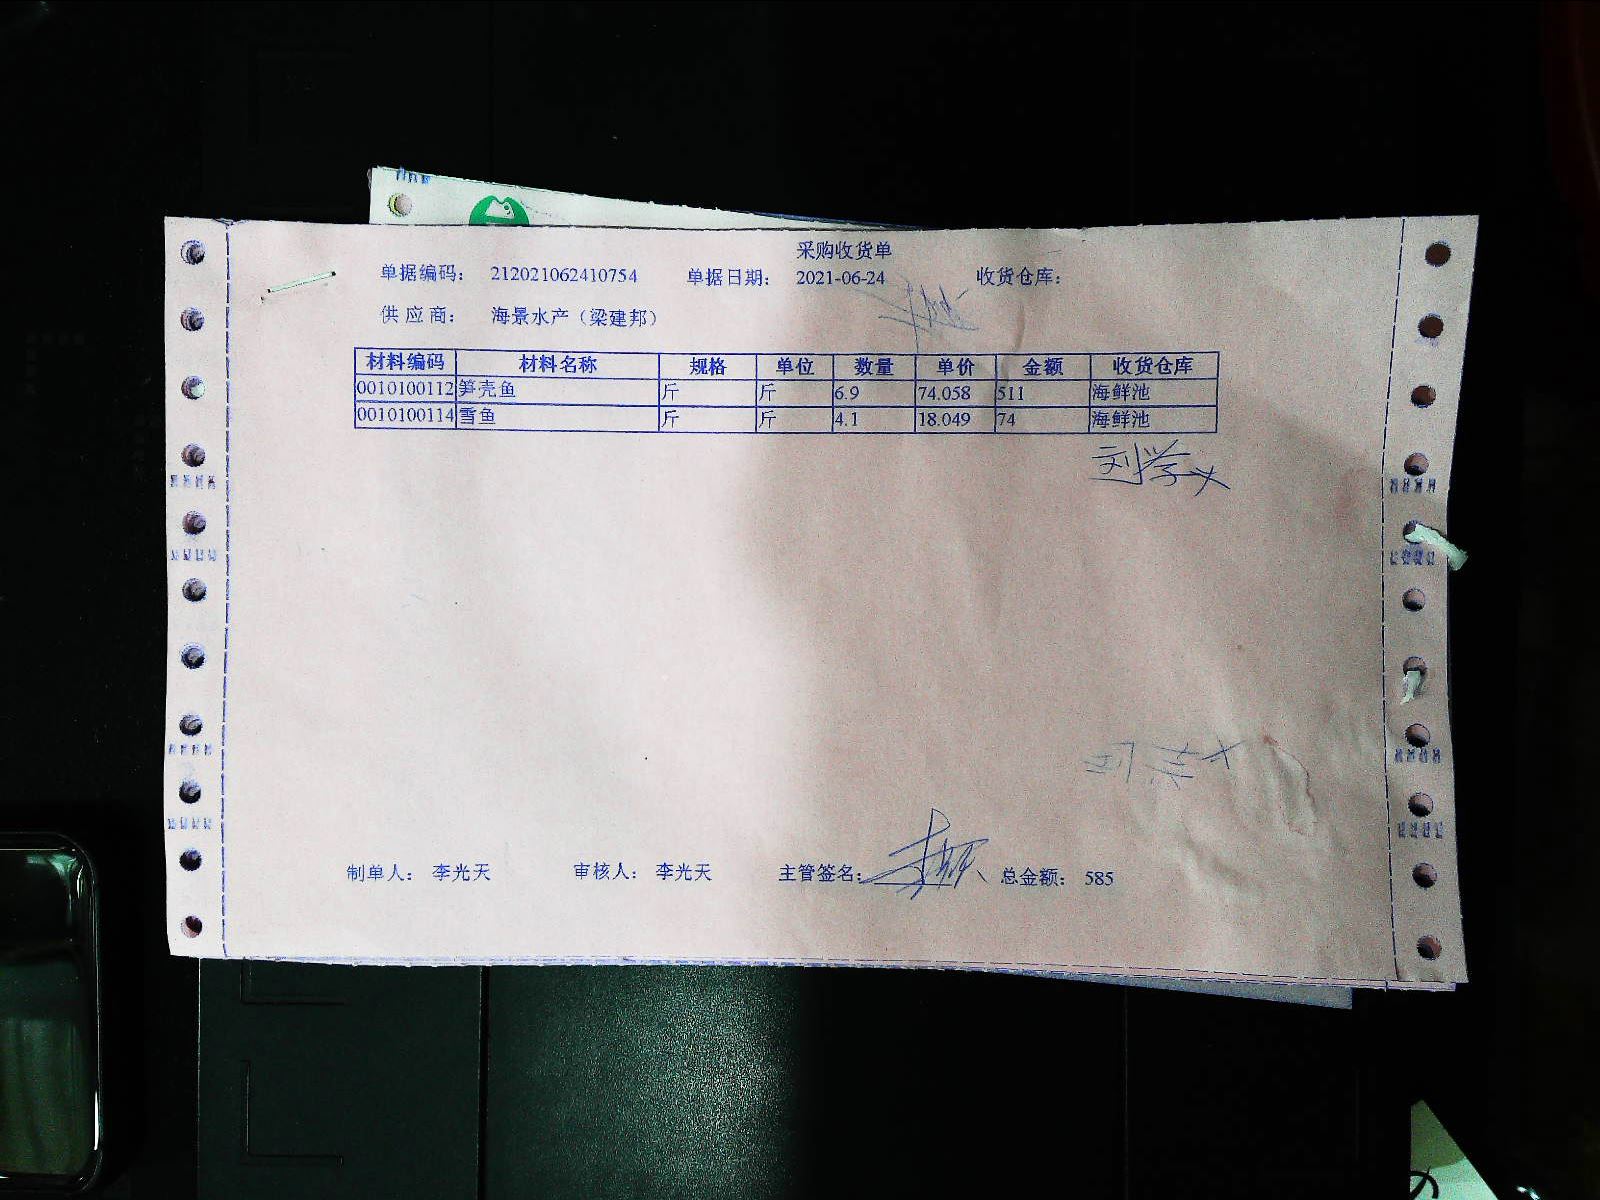 采购收货单
单据编码： 212021062410754 单据日期： 2021-06-24 收货仓库：
供应商： 海景水产（梁建邦）
材料编码 材料名称 规格 单位 数量 单价 金额 收货仓库
0010100112 笋壳鱼 斤 斤 6.9 74.058 511 海鲜池
0010100114 雪鱼 斤 斤 4.1 18.049 74 海鲜池
刘学义
制单人： 李光天 审核人： 李光天 主管签名： 总金额： 585